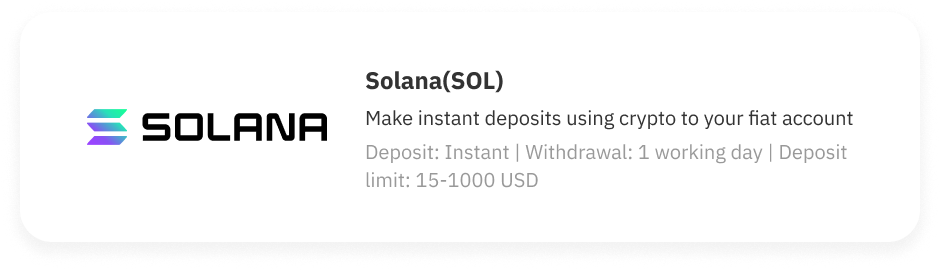 SOLANA
Solana(SOL)
Make instant deposits using crypto to your fiat account
Deposit: Instant | Withdrawal: 1 working day | Deposit
limit: 15-1000 USD